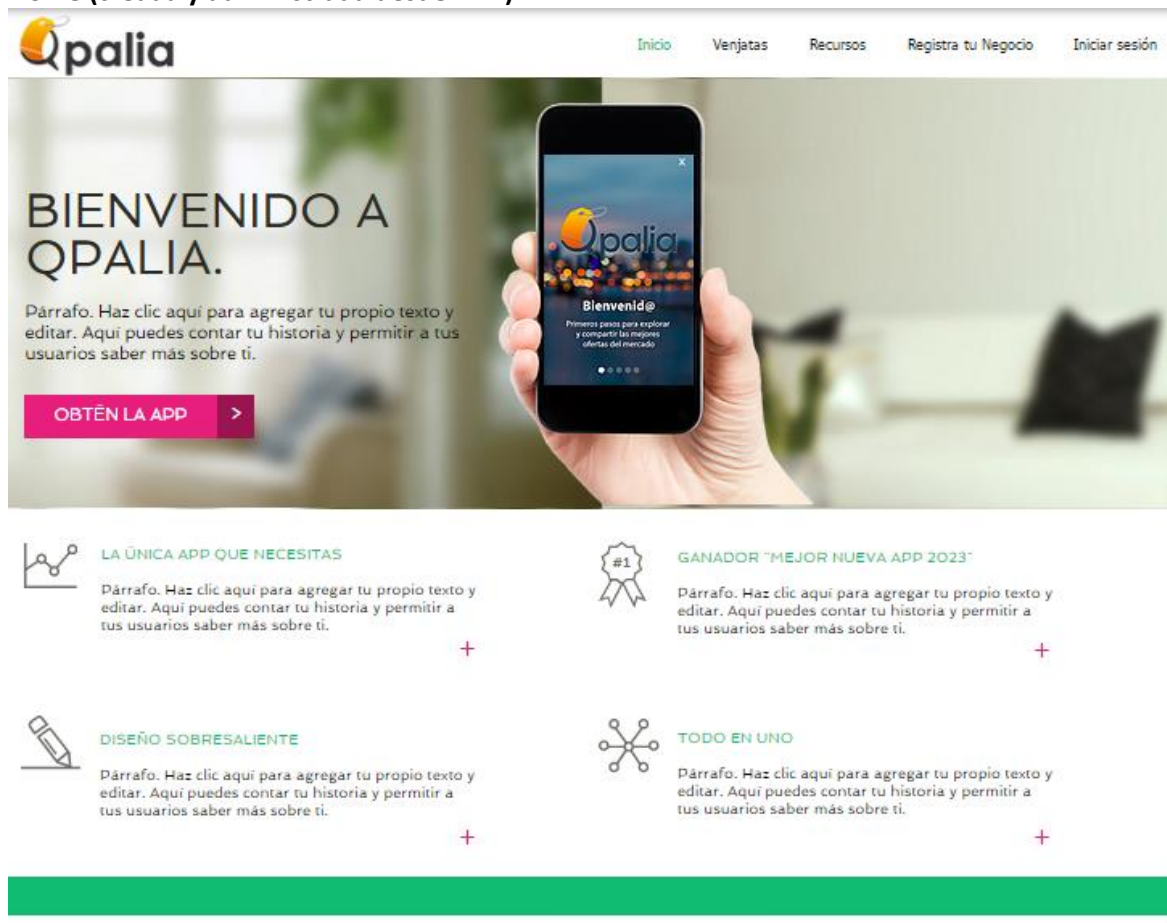 Qpalia
Inicio Venjatas Recursos Registra tu Negocio Iniciar sesión
BIENVENIDO A
QPALIA.
Párrafo. Haz clic aquí para agregar tu propio texto y
editar. Aquí puedes contar tu historia y permitir a tus
usuarios saber más sobre ti.
OBTÉN LA APP >
X
Qpalia
Bienvenid@
Primeros pasos para explorar
y compartir las mejores
ofertas del mercado
LA ÚNICA APP QUE NECESITAS
Párrafo. Haz clic aquí para agregar tu propio texto y
editar. Aquí puedes contar tu historia y permitir a
tus usuarios saber más sobre ti.
+
#1
GANADOR "MEJOR NUEVA APP 2023"
Párrafo. Haz clic aquí para agregar tu propio texto y
editar. Aquí puedes contar tu historia y permitir a
tus usuarios saber más sobre ti.
+
DISEÑO SOBRESALIENTE
Párrafo. Haz clic aquí para agregar tu propio texto y
editar. Aquí puedes contar tu historia y permitir a
tus usuarios saber más sobre ti.
+
TODO EN UNO
Párrafo. Haz clic aquí para agregar tu propio texto y
editar. Aquí puedes contar tu historia y permitir a
tus usuarios saber más sobre ti.
+